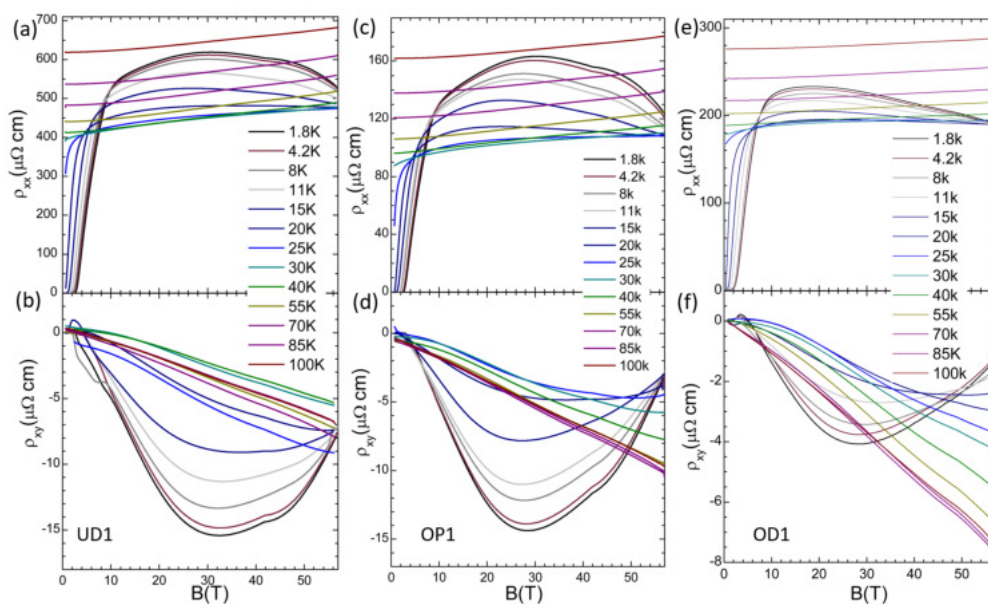 (a)
700
600
500
400
300
200
100
0
ρxx(μΩ cm)
1.8K
4.2K
8K
11K
15K
20K
25K
30K
40K
55K
70K
85K
100K
(b)
0
-5
-10
-15
ρxy(μΩ cm)
UD1
0 10 20 30 40 50
B(T)
(c)
160
120
80
40
0
ρxx(μΩ cm)
1.8k
4.2k
8k
11k
15k
20k
25k
30k
40k
55k
70k
85k
100k
(d)
0
-5
-10
-15
ρxy(μΩ cm)
OP1
0 10 20 30 40 50
B(T)
(e)
300
200
100
0
ρxx(μΩ cm)
1.8k
4.2k
8k
11k
15k
20k
25k
30k
40k
55k
70k
85K
100k
(f)
0
-2
-4
-6
-8
ρxy(μΩ cm)
OD1
0 10 20 30 40 50
B(T)